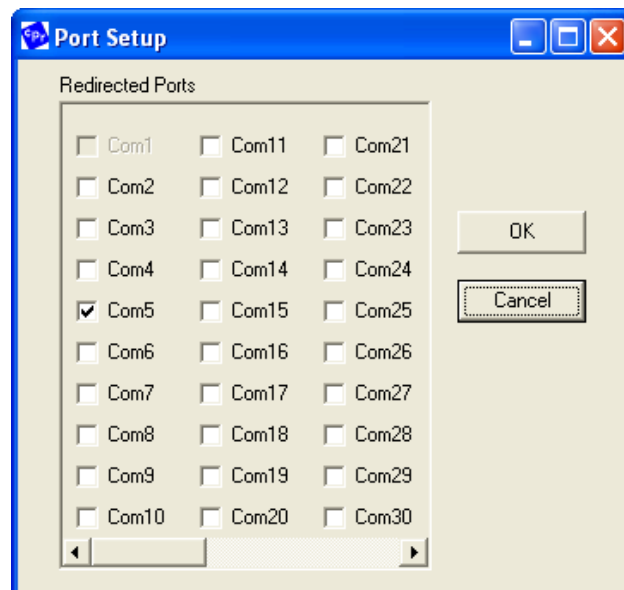 CPR Port Setup
Redirected Ports
Com1 Com11 Com21
Com2 Com12 Com22
Com3 Com13 Com23
Com4 Com14 Com24
Com5 Com15 Com25
Com6 Com16 Com26
Com7 Com17 Com27
Com8 Com18 Com28
Com9 Com19 Com29
Com10 Com20 Com30
OK
Cancel